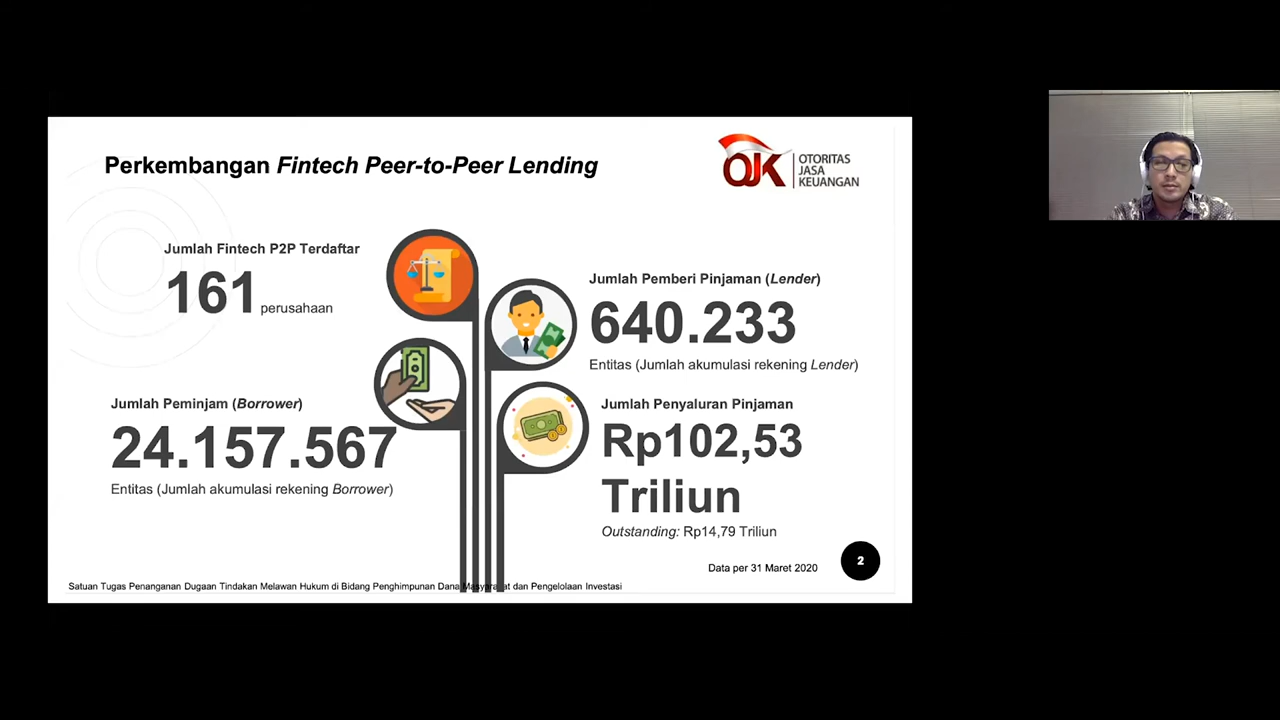 Perkembangan Fintech Peer-to-Peer Lending
OJK
OTORITAS
JASA
KEUANGAN
Jumlah Fintech P2P Terdaftar
161 perusahaan
Jumlah Pemberi Pinjaman (Lender)
640.233
Entitas (Jumlah akumulasi rekening Lender)
Jumlah Peminjam (Borrower)
24.157.567
Entitas (Jumlah akumulasi rekening Borrower)
Jumlah Penyaluran Pinjaman
Rp102,53
Triliun
Outstanding: Rp14,79 Triliun
Data per 31 Maret 2020
2
Satuan Tugas Penanganan Dugaan Tindakan Melawan Hukum di Bidang Penghimpunan Dana Masyarakat dan Pengelolaan Investasi